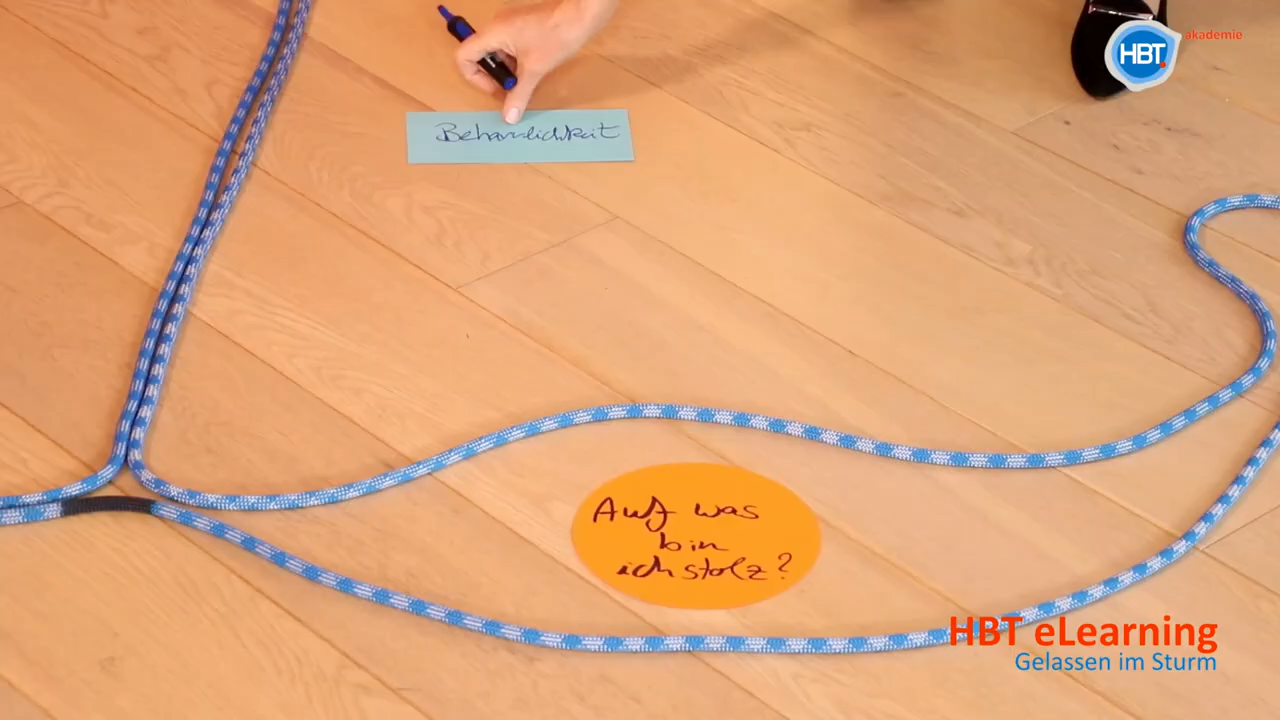 HBT.
akademie
Beharrlichkeit
Auf was
bin
ich stolz?
HBT eLearning
Gelassen im Sturm